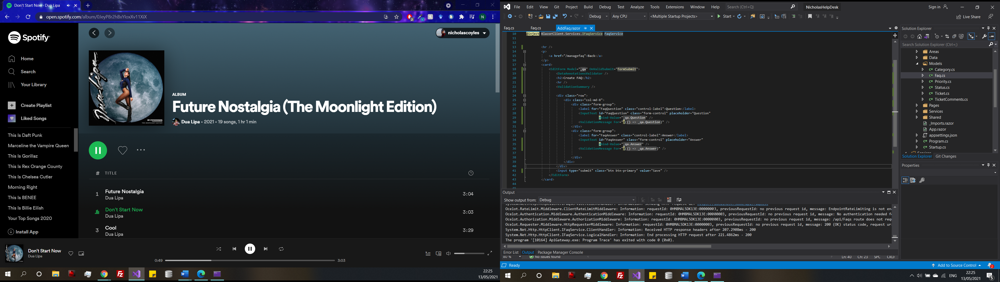 Don't Start Now · Dua Lipa
open.spotify.com/album/0JeyP8r2hBxYIoxXv11XiX
2
N
Spotify
Home
Search
Your Library
Create Playlist
Liked Songs
This Is Daft Punk
Marceline the Vampire Queen
This Is Gorillaz
This Is Rex Orange County
This Is Chelsea Cutler
Morning Right
This Is BENEE
This Is Billie Eilish
Your Top Songs 2020
Install App
nicholascoyles
ALBUM
Future Nostalgia (The Moonlight Edition)
Dua Lipa • 2021 • 19 songs, 1 hr 1 min
# TITLE
1 Future Nostalgia 3:04
Dua Lipa
Don't Start Now 3:03
Dua Lipa
3 Cool 3:29
Dua Lipa
Don't Start Now
Dua Lipa
0:49 3:03
22:25
13/05/2021
File Edit View Git Project Build Debug Test Analyze Tools Extensions Window Help Search (Ctrl+Q) NicholasHelpDesk Sign in
Debug Any CPU <Multiple Startup Projects> Start Live Share
Faq.cs Faq.cs AddFaq.razor
10 @inject BlazorClient.Services.IFaqService FaqService
11
12
13 <hr />
14 <p>
15 <a href="/managefaq">Back</a>
16 </p>
17 <card>
18 <EditForm Model="_qa" OnValidSubmit="FormSubmit">
19 <DataAnnotationsValidator />
20 <h2>Create FAQ</h2>
21 <hr />
22 <ValidationSummary />
23
24 <div class="row">
25 <div class="col-md-8">
26 <div class="form-group">
27 <label for="FaqQuestion" class="control-label">Question</label>
28 <InputText id="FaqQuestion" class="form-control" placeholder="Question"
29 @bind-Value="_qa.Question" />
30 <ValidationMessage For="@(() => _qa.Question)" />
31 </div>
32 <div class="form-group">
33 <label for="FaqAnswer" class="control-label">Answer</label>
34 <InputText id="FaqAnswer" class="form-control" placeholder="Answer"
35 @bind-Value="_qa.Answer" />
36 <ValidationMessage For="@(() => _qa.Answer)" />
37
38 </div>
39 </div>
40 </div>
41 <input type="submit" class="btn btn-primary" value="Save" />
42 </EditForm>
43 </card>
44
45
Output
Show output from: Debug
Ocelot.RateLimit.Middleware.ClientRateLimitMiddleware: Information: requestId: 0HM8MAL5DK13E:00000003, previousRequestId: no previous request id, message: EndpointRateLimiting is not en
Ocelot.Authentication.Middleware.AuthenticationMiddleware: Information: requestId: 0HM8MAL5DK13E:00000003, previousRequestId: no previous request id, message: No authentication needed f
Ocelot.Authorization.Middleware.AuthorizationMiddleware: Information: requestId: 0HM8MAL5DK13E:00000003, previousRequestId: no previous request id, message: /api/Faqs route does not req
Ocelot.Requester.Middleware.HttpRequesterMiddleware: Information: requestId: 0HM8MAL5DK13E:00000003, previousRequestId: no previous request id, message: 200 (OK) status code, request ur
System.Net.Http.HttpClient.IFaqService.ClientHandler: Information: Received HTTP response headers after 207.2908ms - 200
System.Net.Http.HttpClient.IFaqService.LogicalHandler: Information: End processing HTTP request after 221.4862ms - 200
The program '[10164] ApiGateway.exe: Program Trace' has exited with code 0 (0x0).
Error List Output Package Manager Console
80 % No issues found Ln: 40 Ch: 23 SPC CRLF
Ready Add to Source Control 2
Solution Explorer
Search Solution Explorer (Ctrl+;)
Areas
Data
Models
Category.cs
Faq.cs
Priority.cs
Status.cs
Ticket.cs
TicketComments.cs
Pages
Services
Shared
_Imports.razor
App.razor
appsettings.json
Program.cs
Startup.cs
Services
Solution Explorer Git Changes
Properties
ENG
22:25
13/05/2021
5